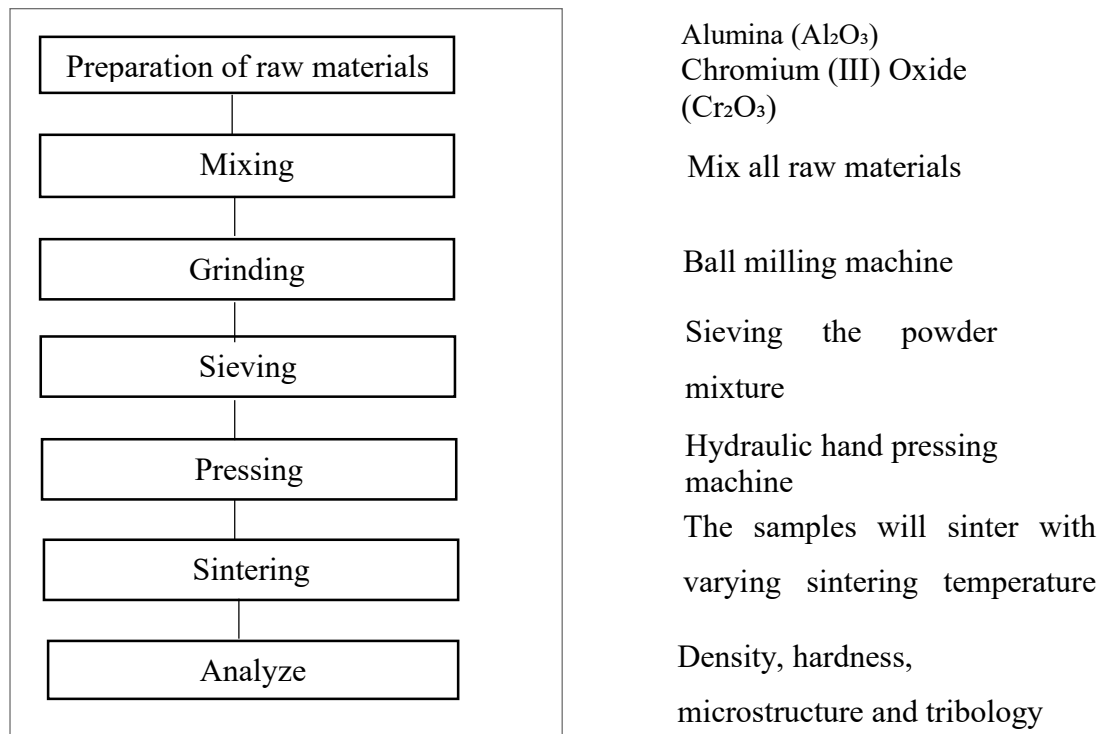 Preparation of raw materials
Alumina (Al₂O₃)
Chromium (III) Oxide
(Cr₂O₃)
Mixing
Mix all raw materials
Grinding
Ball milling machine
Sieving
Sieving the powder
mixture
Pressing
Hydraulic hand pressing
machine
Sintering
The samples will sinter with
varying sintering temperature
Analyze
Density, hardness,
microstructure and tribology